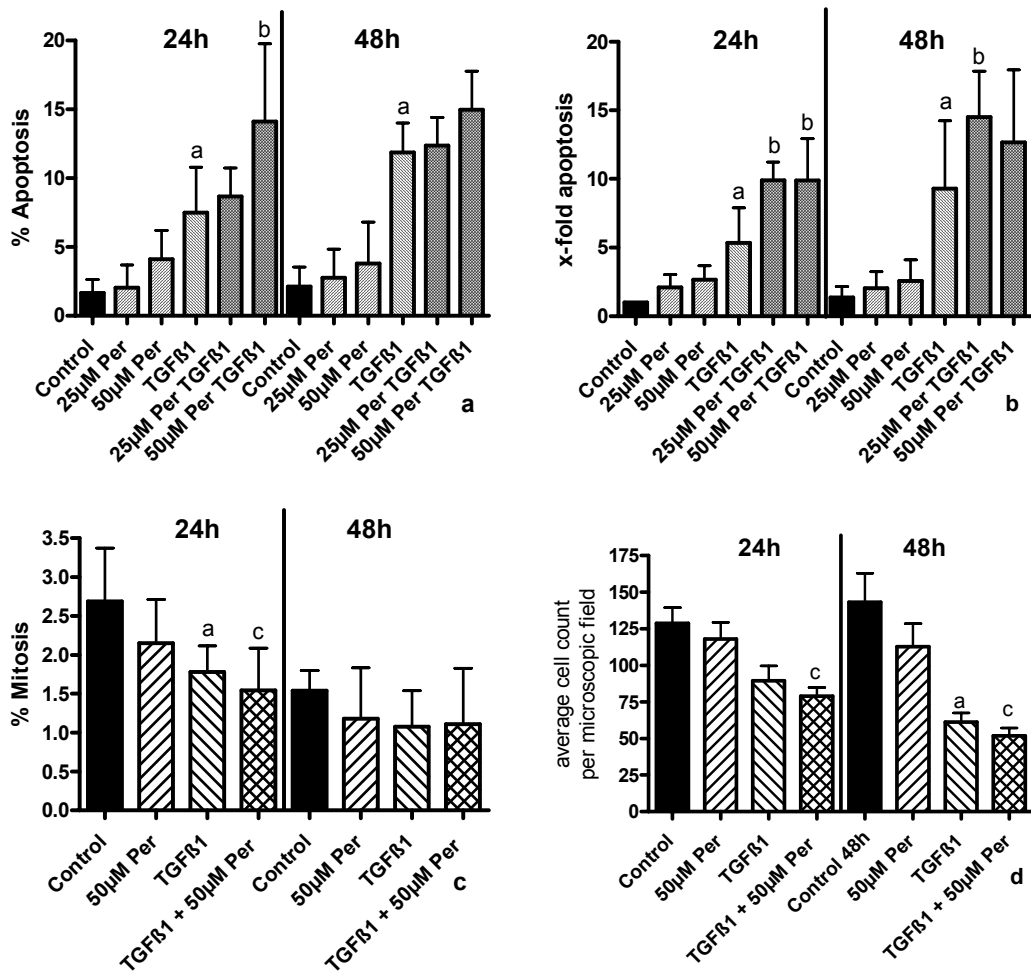 24h 48h
b
a
a
% Apoptosis
20
15
10
5
0
Control
25µM Per
50µM Per
TGFß1
25µM Per TGFß1
50µM Per TGFß1
Control
25µM Per
50µM Per
TGFß1
25µM Per TGFß1
50µM Per TGFß1
a
24h 48h
a
b
b
a
b
x-fold apoptosis
20
15
10
5
0
Control
25µM Per
50µM Per
TGFß1
25µM Per TGFß1
50µM Per TGFß1
Control
25µM Per
50µM Per
TGFß1
25µM Per TGFß1
50µM Per TGFß1
b
24h 48h
a
c
% Mitosis
3.5
3.0
2.5
2.0
1.5
1.0
0.5
0.0
Control
50µM Per
TGFß1
TGFß1 + 50µM Per
Control
50µM Per
TGFß1
TGFß1 + 50µM Per
c
24h 48h
c
a
c
average cell count
per microscopic field
175
150
125
100
75
50
25
0
Control
50µM Per
TGFß1
TGFß1 + 50µM Per
Control 48h
50µM Per
TGFß1
TGFß1 + 50µM Per
d